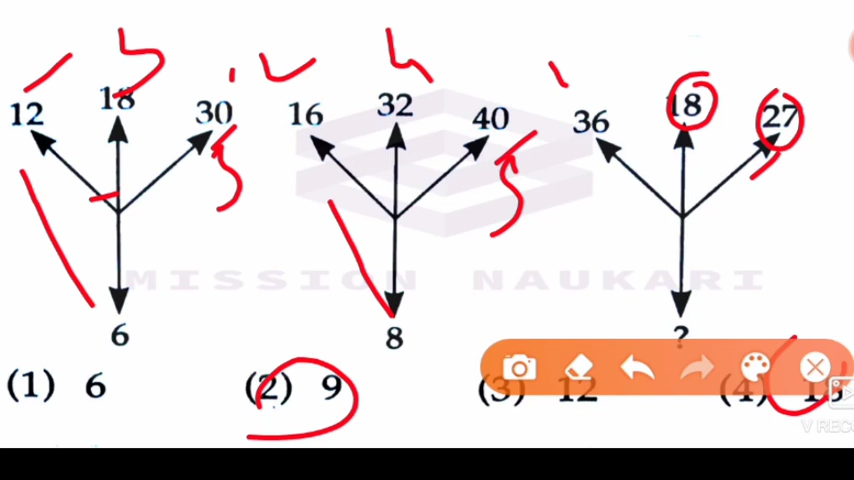 12 18 30 16 32 40 36 18 27
MISSION NAUKARI
6 8 ?
(1) 6 (2) 9 (3) 12 (4)
V REC